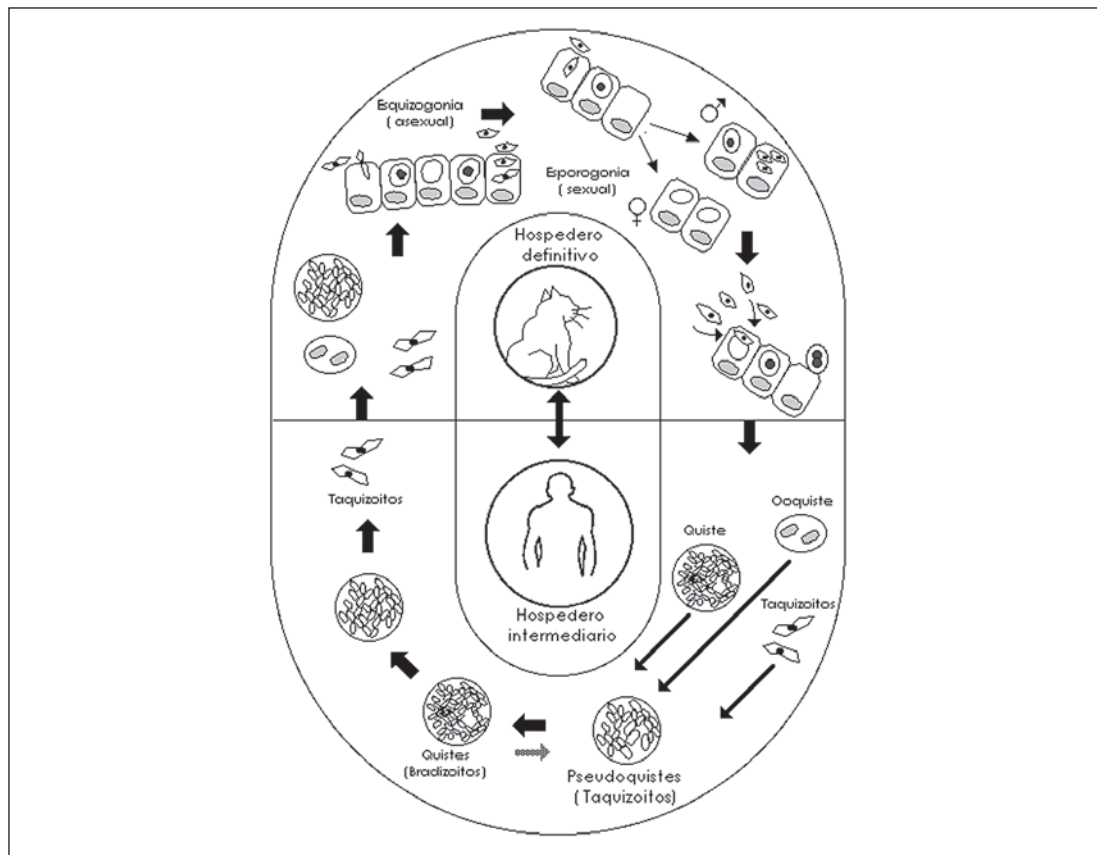 Esquizogonia
( asexual)
Esporogonia
( sexual)
Hospedero
definitivo
Taquizoitos
Ooquiste
Quiste
Taquizoitos
Hospedero
intermediario
Quistes
(Bradizoitos)
Pseudoquistes
( Taquizoitos)